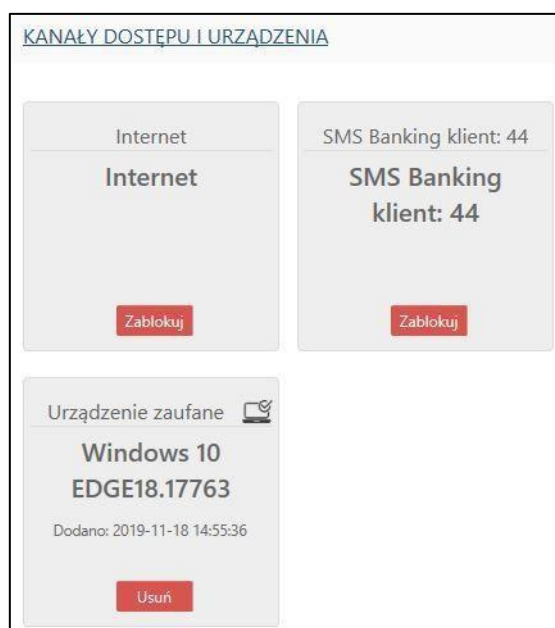 KANAŁY DOSTĘPU I URZĄDZENIA
Internet
Internet
Zablokuj
SMS Banking klient: 44
SMS Banking
klient: 44
Zablokuj
Urządzenie zaufane
Windows 10
EDGE18.17763
Dodano: 2019-11-18 14:55:36
Usuń